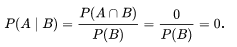 P(A | B) = P(A ∩ B) / P(B) = 0 / P(B) = 0.